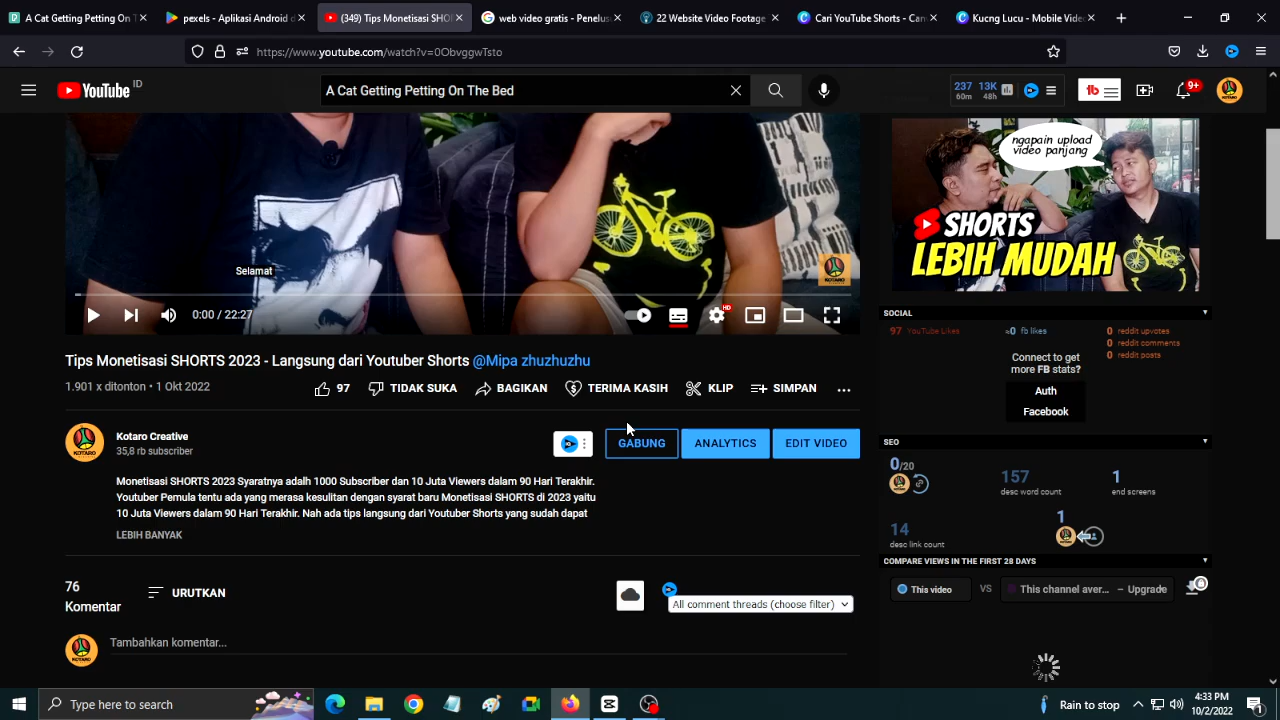 A Cat Getting Petting On The Bed
pexels - Aplikasi Android d
(349) Tips Monetisasi SHO
web video gratis - Penelus
22 Website Video Footage
Cari YouTube Shorts - Can
Kucng Lucu - Mobile Vide
https://www.youtube.com/watch?v=0ObvggwTsto
YouTube ID
A Cat Getting Petting On The Bed
237 13K
60m 48h
tb
9+
ngapain upload
video panjang
SHORTS
LEBIH MUDAH
Selamat
0:00 / 22:27
HD
Tips Monetisasi SHORTS 2023 - Langsung dari Youtuber Shorts @Mipa zhuzhuzhu
1.901 x ditonton • 1 Okt 2022
97 TIDAK SUKA BAGIKAN TERIMA KASIH KLIP SIMPAN
Kotaro Creative
35,8 rb subscriber
GABUNG ANALYTICS EDIT VIDEO
Monetisasi SHORTS 2023 Syaratnya adalh 1000 Subscriber dan 10 Juta Viewers dalam 90 Hari Terakhir.
Youtuber Pemula tentu ada yang merasa kesulitan dengan syarat baru Monetisasi SHORTS di 2023 yaitu
10 Juta Viewers dalam 90 Hari Terakhir. Nah ada tips langsung dari Youtuber Shorts yang sudah dapat
LEBIH BANYAK
76
Komentar
URUTKAN
All comment threads (choose filter)
Tambahkan komentar...
SOCIAL
97 YouTube Likes
≈0 fb likes
Connect to get
more FB stats?
Auth
Facebook
0 reddit upvotes
0 reddit comments
0 reddit posts
SEO
0/20
157
desc word count
1
end screens
14
desc link count
1
COMPARE VIEWS IN THE FIRST 28 DAYS
This video VS This channel aver... – Upgrade
Type here to search
Rain to stop
4:33 PM
10/2/2022
1